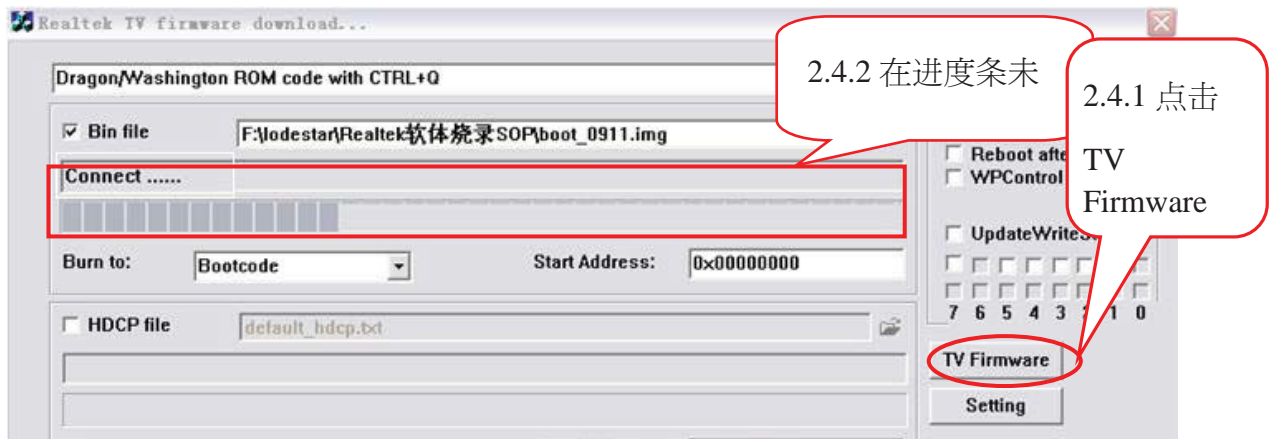 Realtek TV firmware download...
Dragon/Washington ROM code with CTRL+Q
2.4.2 在进度条未
2.4.1 点击
TV
Firmware
Bin file
F:\lodestar\Realtek软体烧录SOP\boot_0911.img
Connect ......
Reboot afte
WPControl
UpdateWriteS
Burn to:
Bootcode
Start Address:
0x00000000
7 6 5 4 3 2 1 0
HDCP file
default_hdcp.txt
TV Firmware
Setting